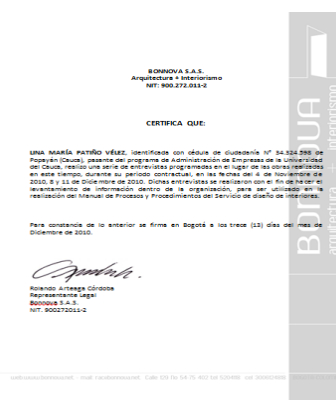 BONNOVA S.A.S.
Arquitectura + Interiorismo
NIT: 900.272.011-2
CERTIFICA QUE:
LINA MARÍA PATIÑO VÉLEZ, identificada con cédula de ciudadanía N° 34.324.598 de
Popayán (Cauca), pasante del programa de Administración de Empresas de la Universidad
del Cauca, realizo una serie de entrevistas programadas en el lugar de las obras realizadas
en este tiempo, durante su periodo contractual, en las fechas del 4 de Noviembre de
2010, 8 y 11 de Diciembre de 2010. Dichas entrevistas se realizaron con el fin de hacer el
levantamiento de información dentro de la organización, para ser utilizado en la
realización del Manual de Procesos y Procedimientos del Servicio de diseño de interiores.
Para constancia de lo anterior se firma en Bogotá a los trece (13) días del mes de
Diciembre de 2010.
Rolando Arteaga Córdoba
Representante Legal
Bonnova S.A.S.
NIT. 900272011-2
BONNOVA
arquitectura + interiorismo